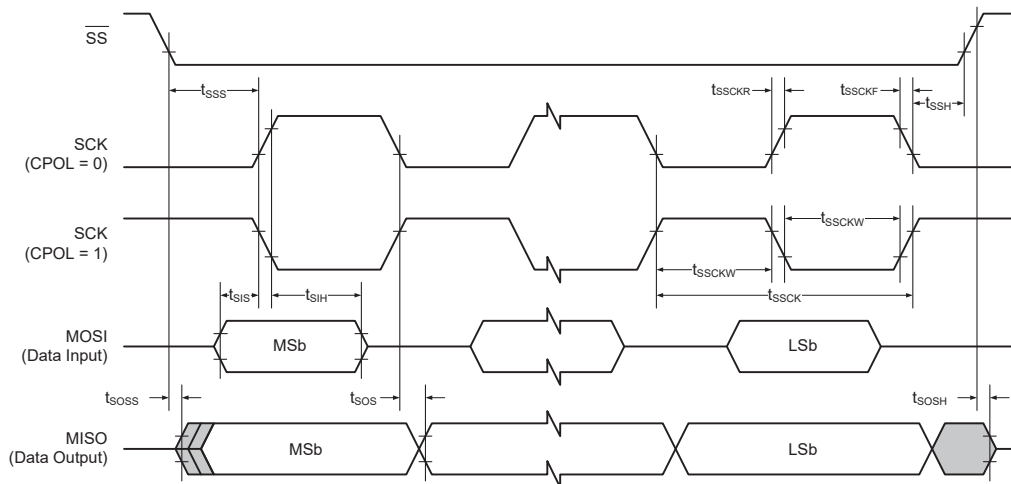 SS
tSSS
tSSCKR
tSSCKF
tSSH
SCK
(CPOL = 0)
SCK
(CPOL = 1)
tSSCKW
tSSCKW
tSIS
tSIH
tSSCK
MOSI
(Data Input)
MSb
LSb
tSOSS
tSOS
tSOSH
MISO
(Data Output)
MSb
LSb